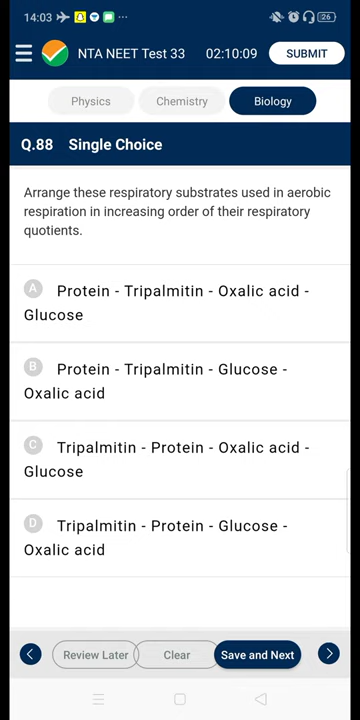 14:03 26
NTA NEET Test 33 02:10:09 SUBMIT
Physics Chemistry Biology
Q.88 Single Choice
Arrange these respiratory substrates used in aerobic
respiration in increasing order of their respiratory
quotients.
A Protein - Tripalmitin - Oxalic acid -
Glucose
B Protein - Tripalmitin - Glucose -
Oxalic acid
C Tripalmitin - Protein - Oxalic acid -
Glucose
D Tripalmitin - Protein - Glucose -
Oxalic acid
Review Later Clear Save and Next